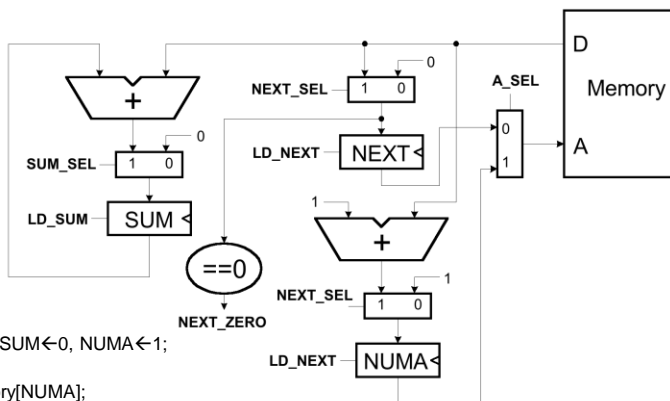 D
0
NEXT_SEL
1 0
A_SEL
Memory
+
0
0
1
A
SUM_SEL
1 0
LD_NEXT
NEXT
LD_SUM
SUM
1
+
==0
NEXT_ZERO
NEXT_SEL
1 0
1
LD_NEXT
NUMA
SUM←0, NUMA←1;
ry[NUMA];